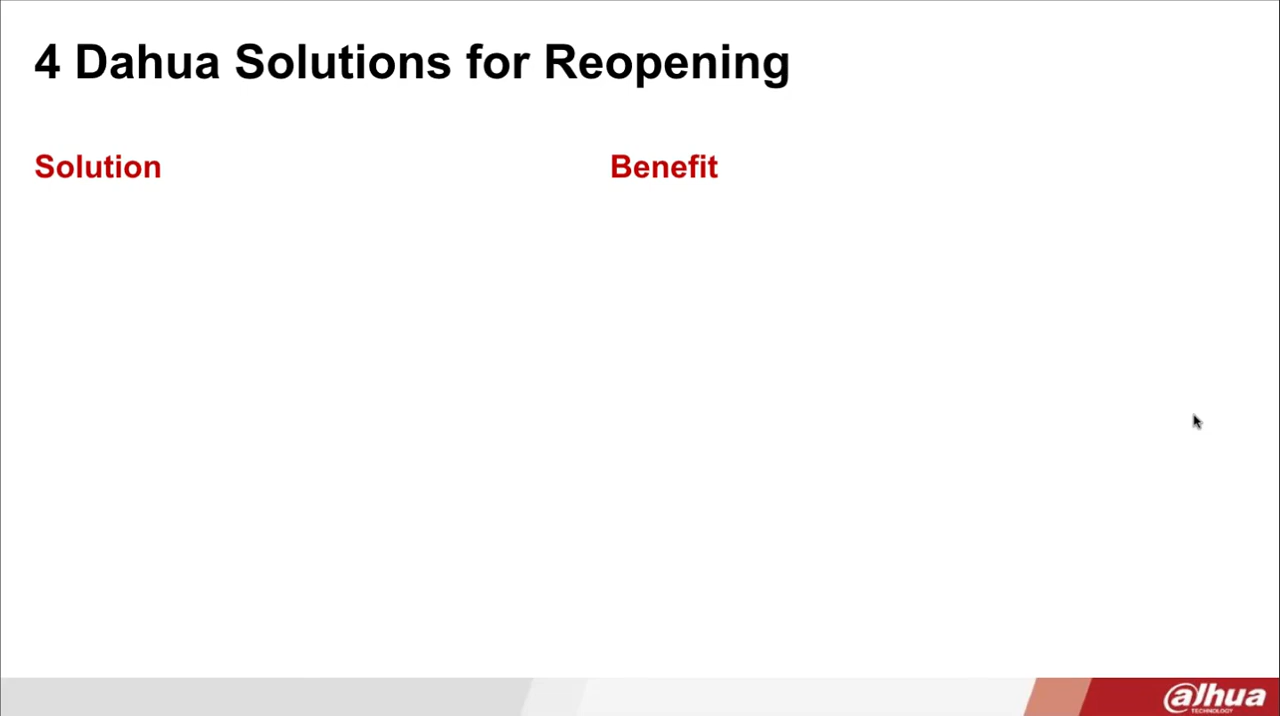 4 Dahua Solutions for Reopening
Solution
Benefit
alhua
TECHNOLOGY